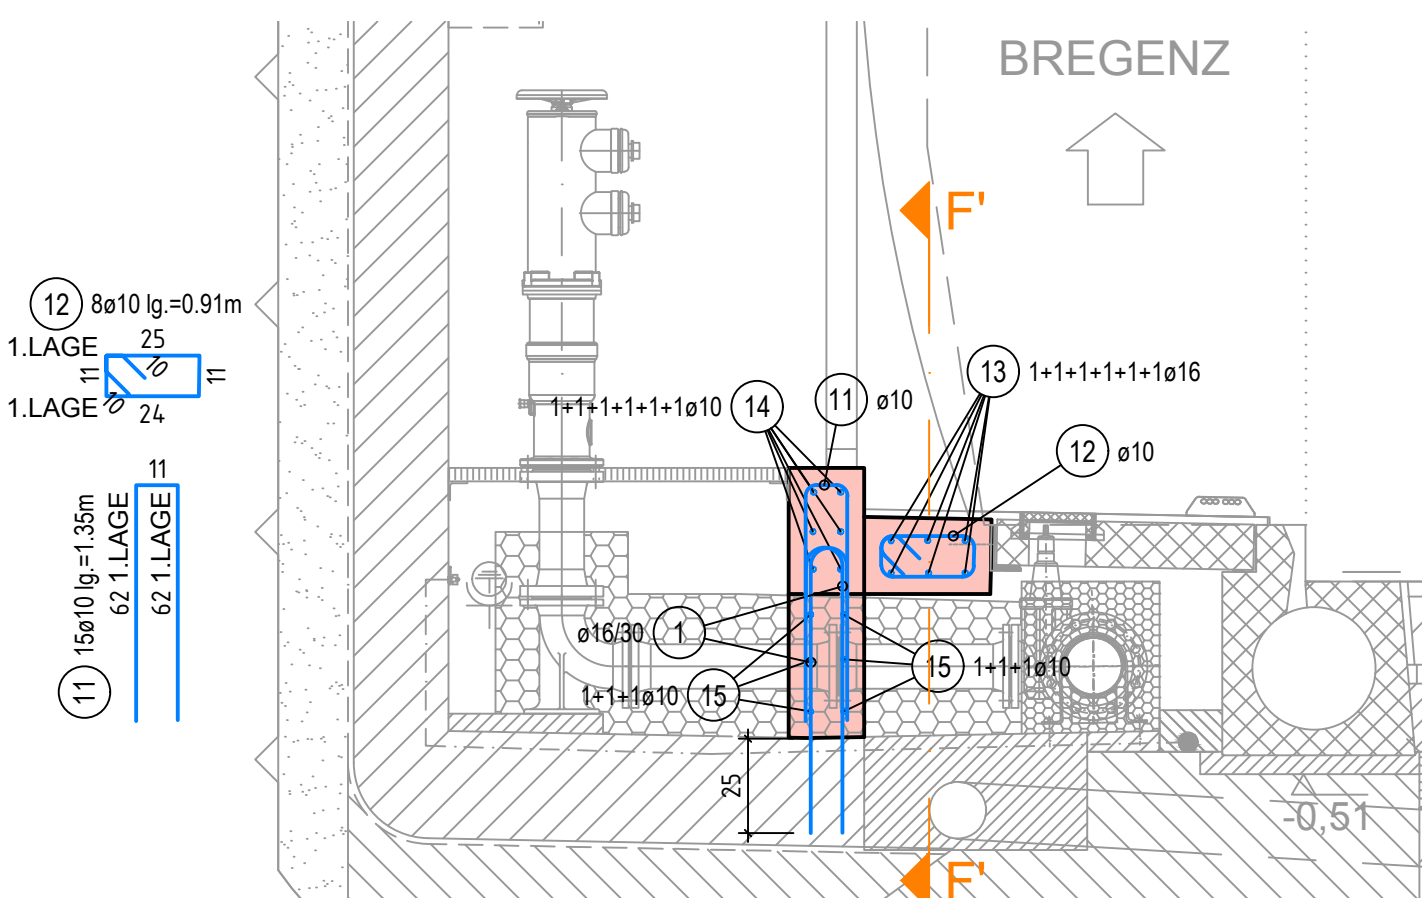 BREGENZ
F'
12 8ø10 lg.=0.91m
1.LAGE 25
11 10 11
1.LAGE 10 24
13 1+1+1+1+1+1ø16
1+1+1+1+1+1ø10 14 11 ø10
12 ø10
11
11 15ø10 lg.=1.35m
62 1.LAGE
62 1.LAGE
ø16/30 1
15 1+1+1ø10
1+1+1ø10 15
25
-0,51
F'